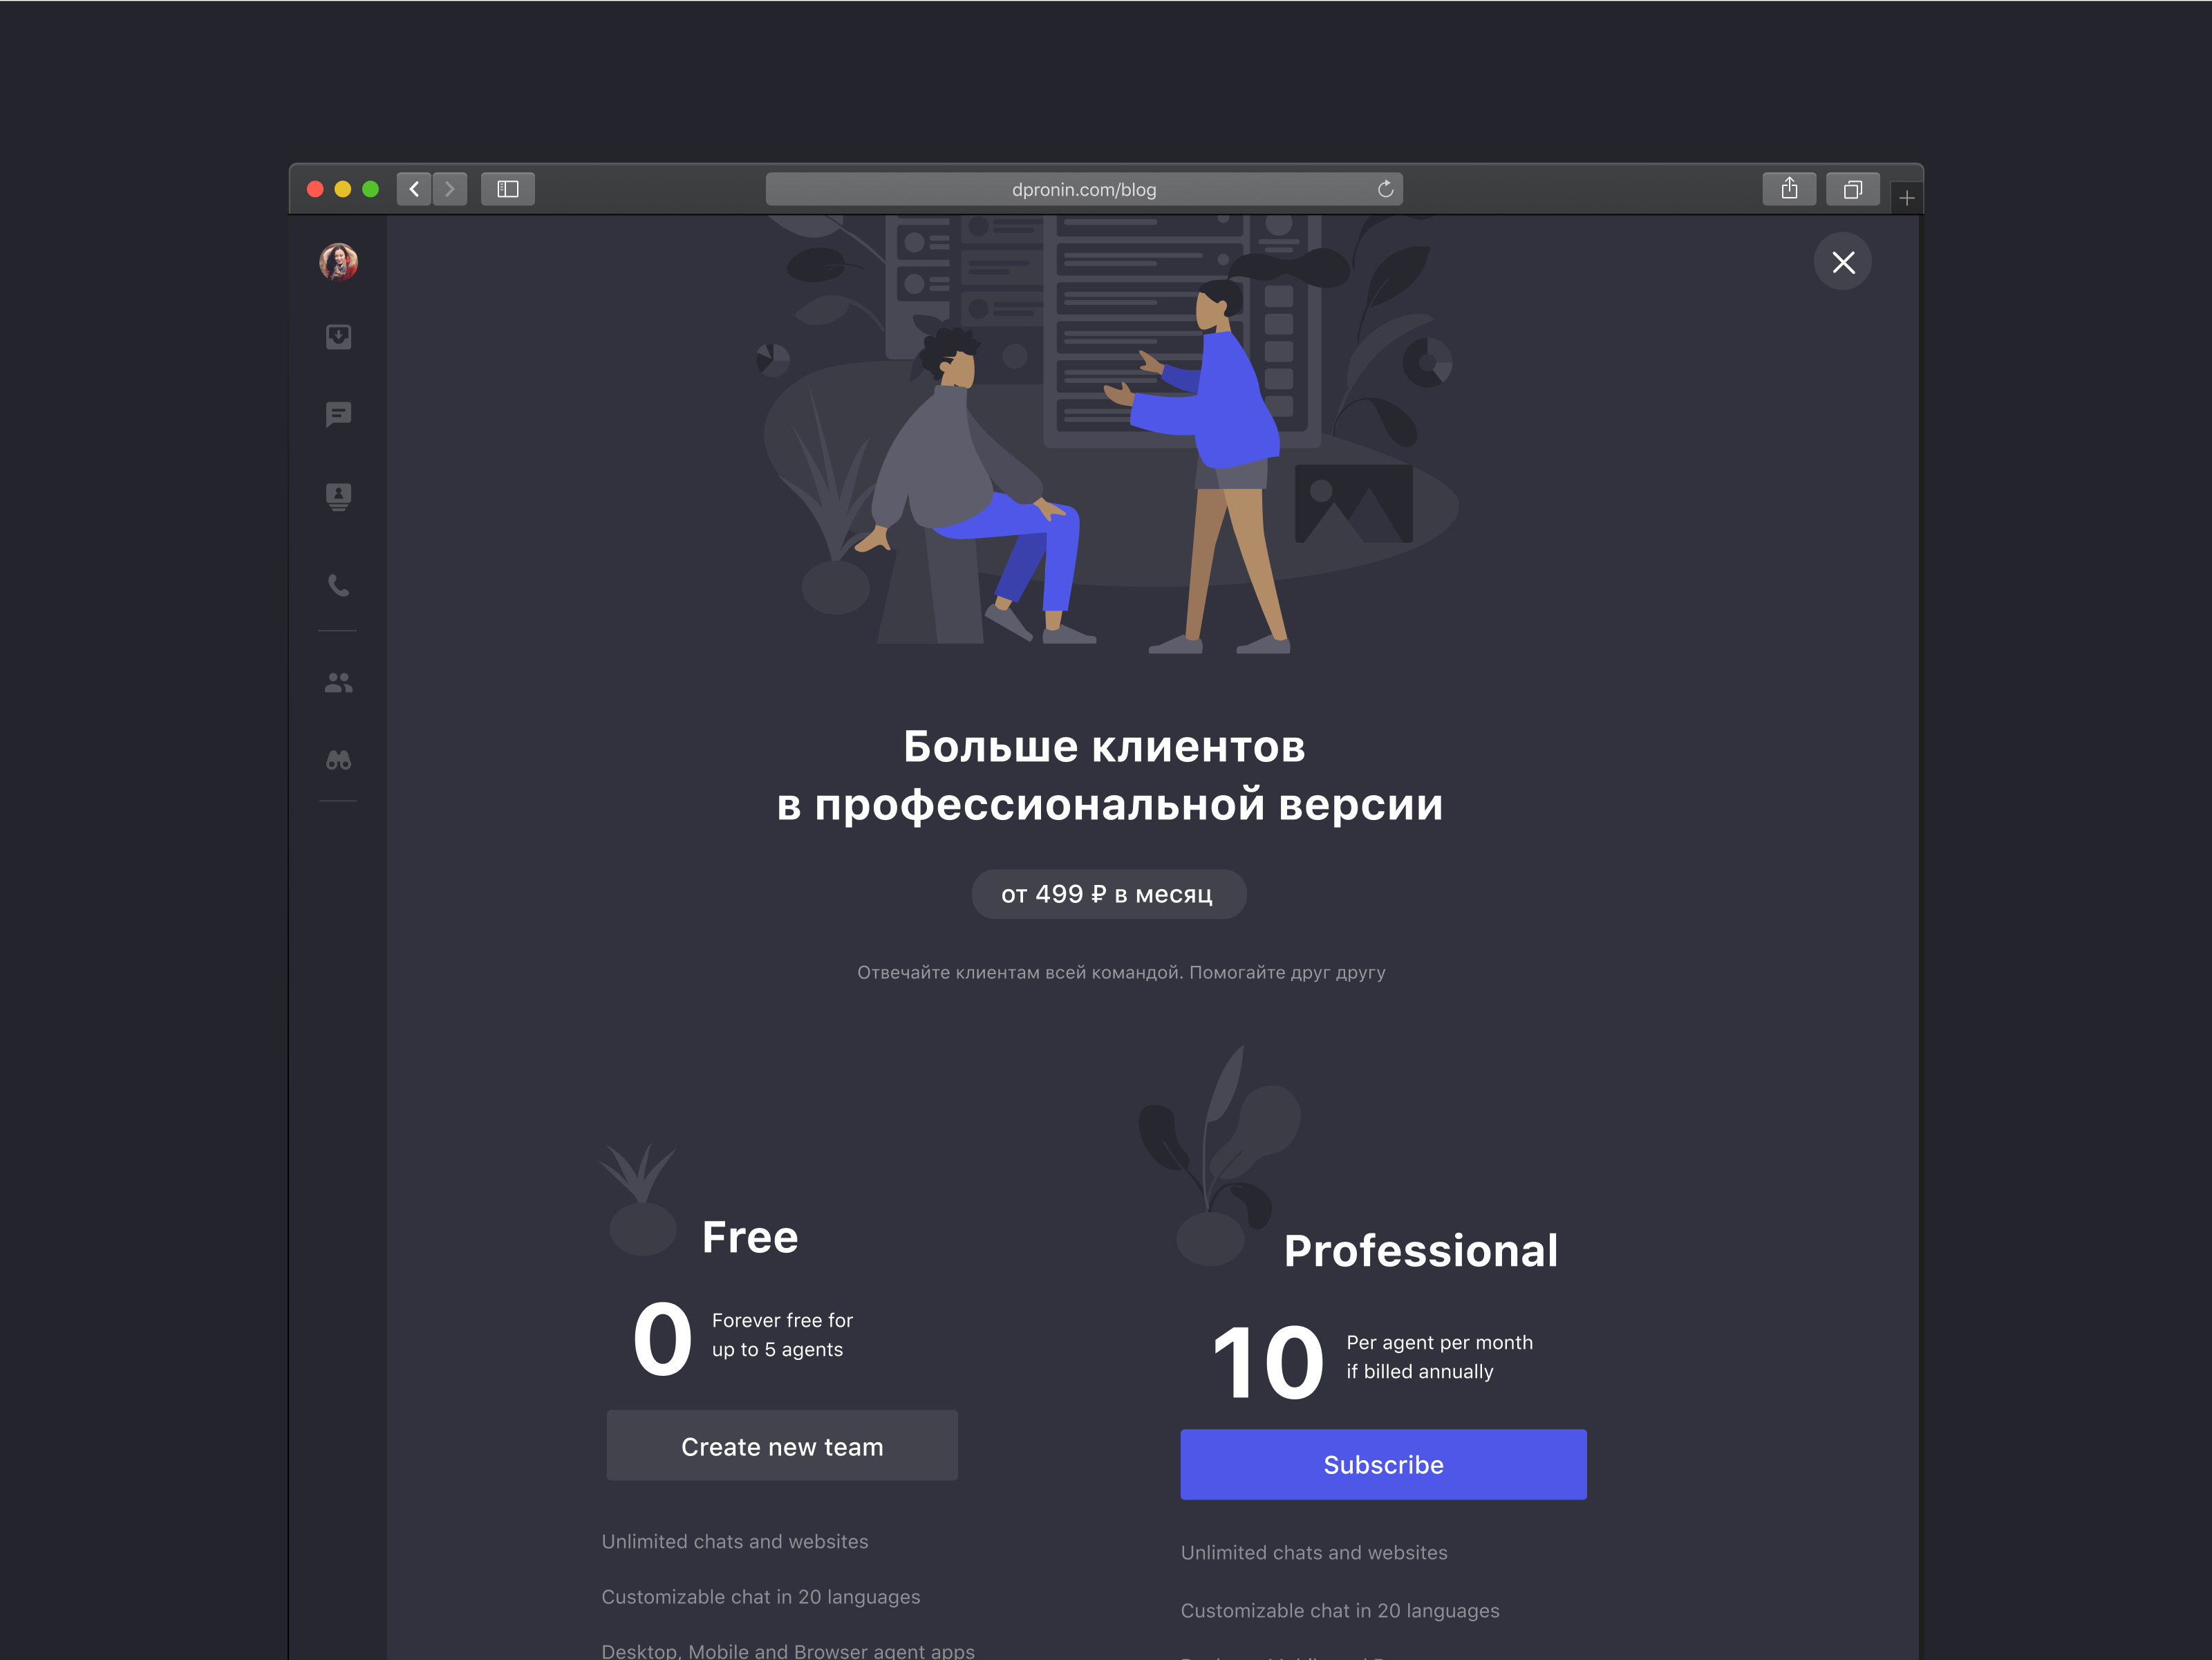 dpronin.com/blog
Больше клиентов
в профессиональной версии
от 499 ₽ в месяц
Отвечайте клиентам всей командой. Помогайте друг другу
Free
0
Forever free for
up to 5 agents
Create new team
Unlimited chats and websites
Customizable chat in 20 languages
Desktop, Mobile and Browser agent apps
Professional
10
Per agent per month
if billed annually
Subscribe
Unlimited chats and websites
Customizable chat in 20 languages